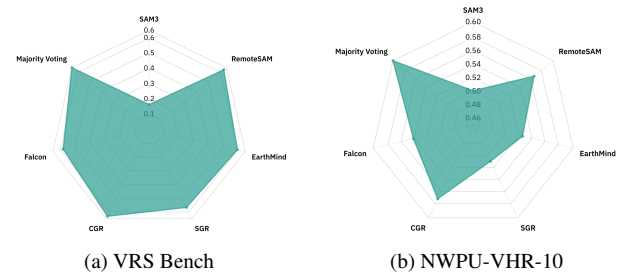 SAM3
0.6
0.6
0.4
0.3
0.2
0.1
RemoteSAM
EarthMind
SGR
CGR
Falcon
Majority Voting
(a) VRS Bench
SAM3
0.60
0.58
0.56
0.54
0.52
0.50
0.48
0.46
RemoteSAM
EarthMind
SGR
CGR
Falcon
Majority Voting
(b) NWPU-VHR-10